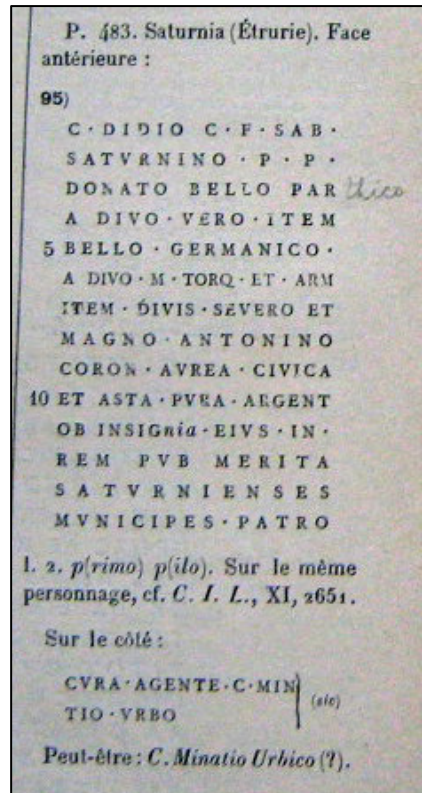 P. 483. Saturnia (Étrurie). Face
antérieure :
95)
C · DIDIO C · F · SAB ·
SATVRNINO · P · P ·
DONATO BELLO PAR thico
A DIVO · VERO · ITEM
5 BELLO · GERMANICO ·
A DIVO · M · TORQ · ET · ARM
ITEM · DIVIS · SEVERO ET
MAGNO · ANTONINO
CORON · AVREA · CIVICA
10 ET ASTA · PVRA · ARGENT
OB INSIGnia · EIVS · IN ·
REM PVB MERITA
SATVRNIENSES
MVNICIPES · PATRO
l. 2. p(rimo) p(ilo). Sur le même
personnage, cf. C. I. L., XI, 2651.
Sur le côté :
CVRA · AGENTE · C · MIN
TIO · VRBO (sic)
Peut-être : C. Minatio Urbico (?).